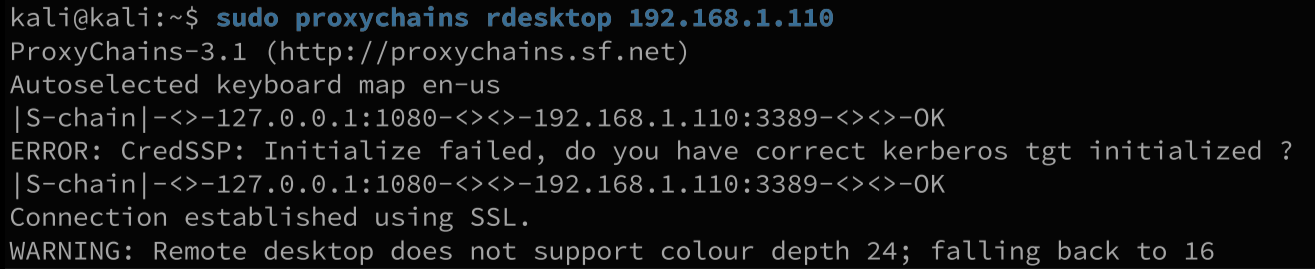 kali@kali:~$ sudo proxychains rdesktop 192.168.1.110
ProxyChains-3.1 (http://proxychains.sf.net)
Autoselected keyboard map en-us
|S-chain|-<>-127.0.0.1:1080-<><>-192.168.1.110:3389-<><>-OK
ERROR: CredSSP: Initialize failed, do you have correct kerberos tgt initialized ?
|S-chain|-<>-127.0.0.1:1080-<><>-192.168.1.110:3389-<><>-OK
Connection established using SSL.
WARNING: Remote desktop does not support colour depth 24; falling back to 16